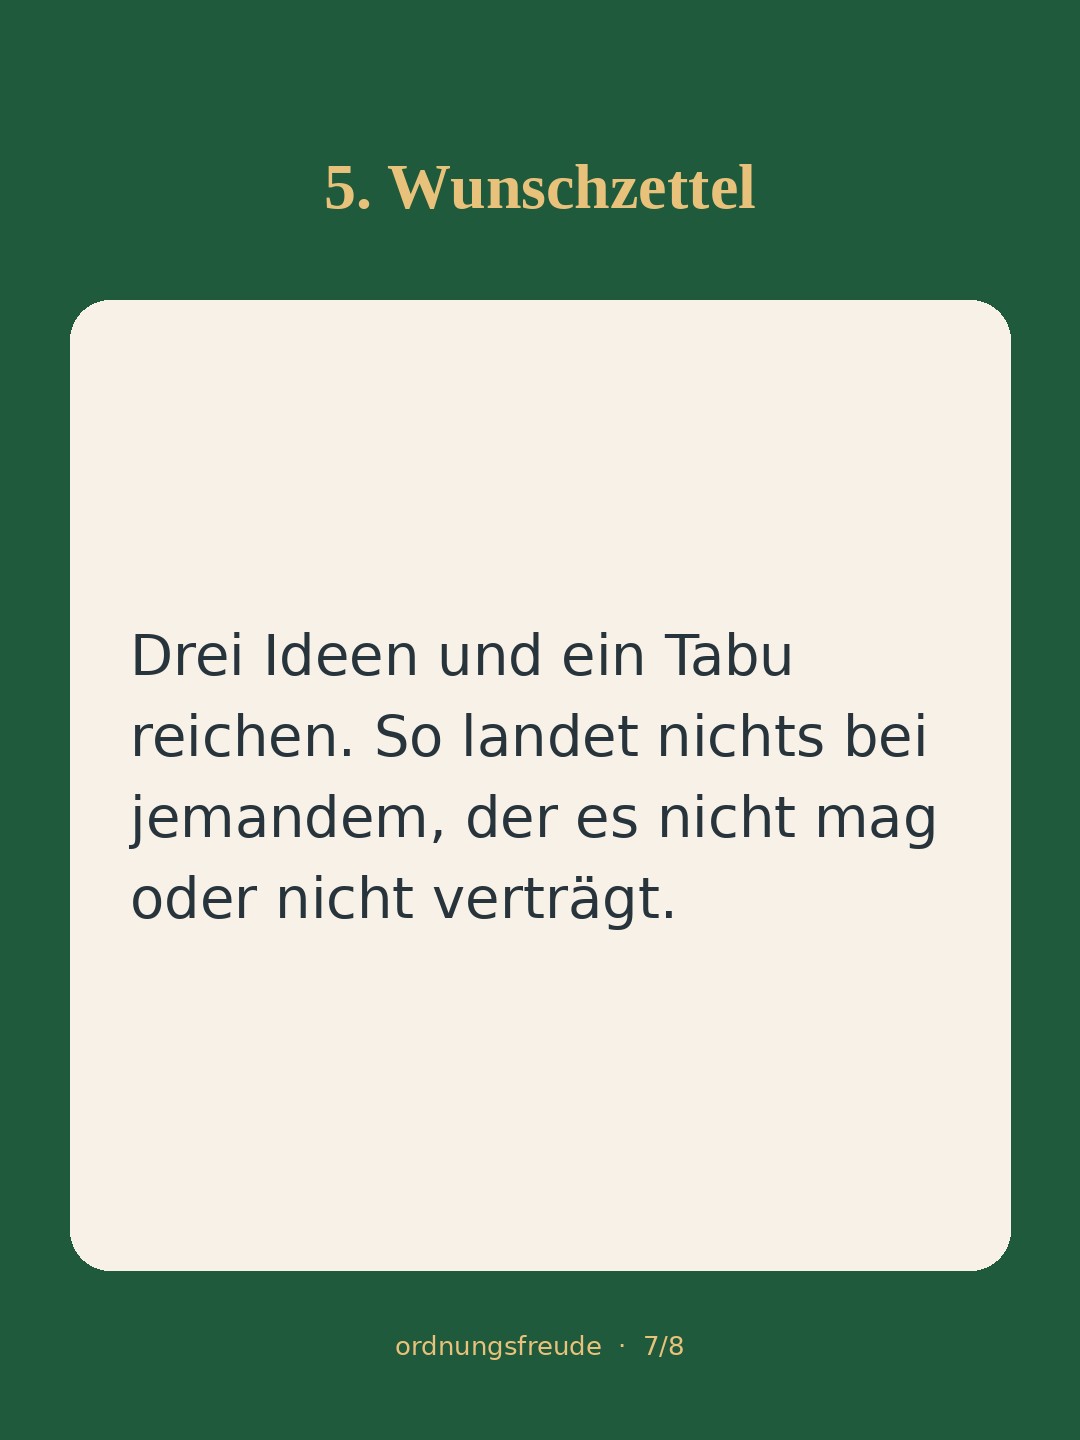 5. Wunschzettel
Drei Ideen und ein Tabu
reichen. So landet nichts bei
jemandem, der es nicht mag
oder nicht verträgt.
ordnungsfreude · 7/8